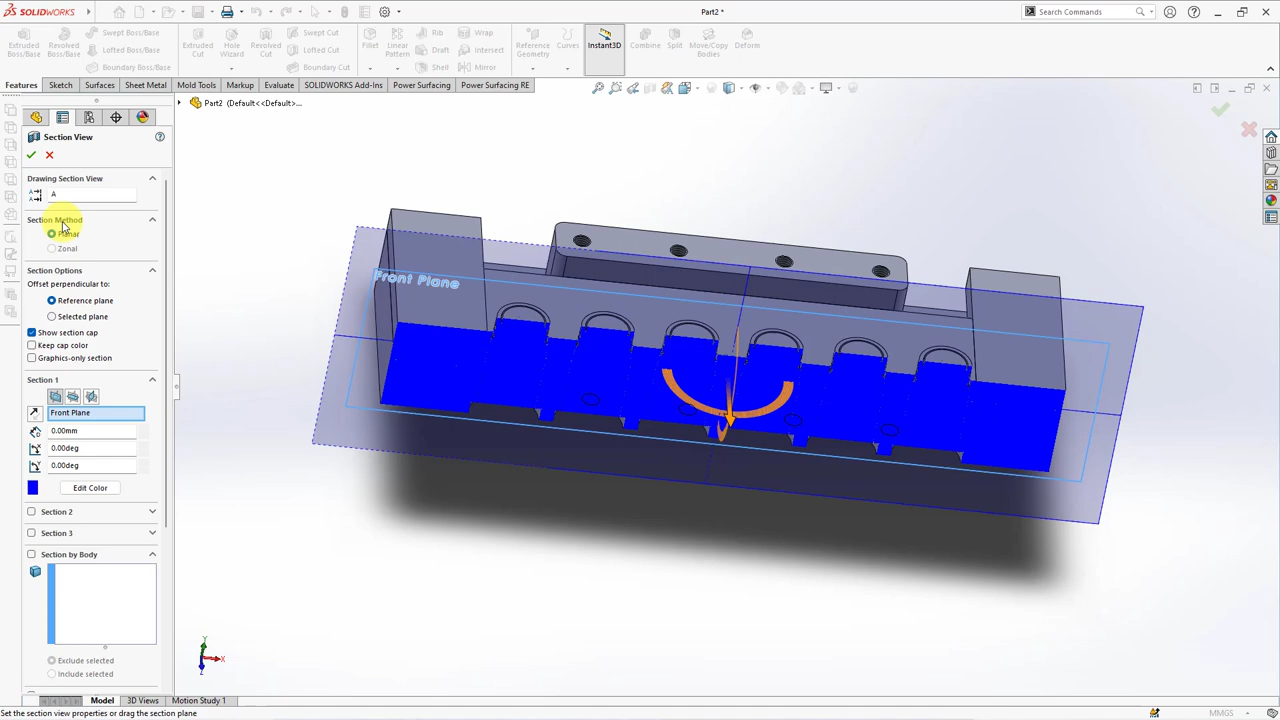 SOLIDWORKS
Part2 *
Search Commands
Extruded Boss/Base
Revolved Boss/Base
Swept Boss/Base
Lofted Boss/Base
Boundary Boss/Base
Extruded Cut
Hole Wizard
Revolved Cut
Swept Cut
Lofted Cut
Boundary Cut
Fillet
Linear Pattern
Rib
Draft
Shell
Wrap
Intersect
Mirror
Reference Geometry
Curves
Instant3D
Combine
Split
Move/Copy Bodies
Deform
Features
Sketch
Surfaces
Sheet Metal
Mold Tools
Markup
Evaluate
SOLIDWORKS Add-Ins
Power Surfacing
Power Surfacing RE
Part2 (Default<<Default>...
Section View
Drawing Section View
A
Section Method
Planar
Zonal
Section Options
Offset perpendicular to:
Reference plane
Selected plane
Show section cap
Keep cap color
Graphics-only section
Section 1
Front Plane
0.00mm
0.00deg
0.00deg
Edit Color
Section 2
Section 3
Section by Body
Exclude selected
Include selected
Front Plane
Y
X
Z
Model
3D Views
Motion Study 1
Set the section view properties or drag the section plane
MMGS